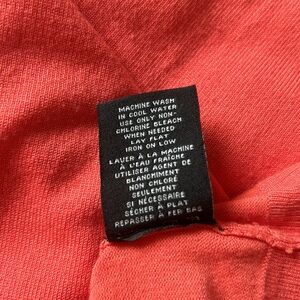 MACHINE WASH
IN COOL WATER
USE ONLY NON-
CHLORINE BLEACH
WHEN NEEDED
LAY FLAT
IRON ON LOW
LAVER À LA MACHINE
À L'EAU FRAÎCHE
UTILISER AGENT DE
BLANCHIMENT
NON CHLORÉ
SEULEMENT
SI NÉCESSAIRE
SÉCHER À PLAT
REPASSER À FER BAS